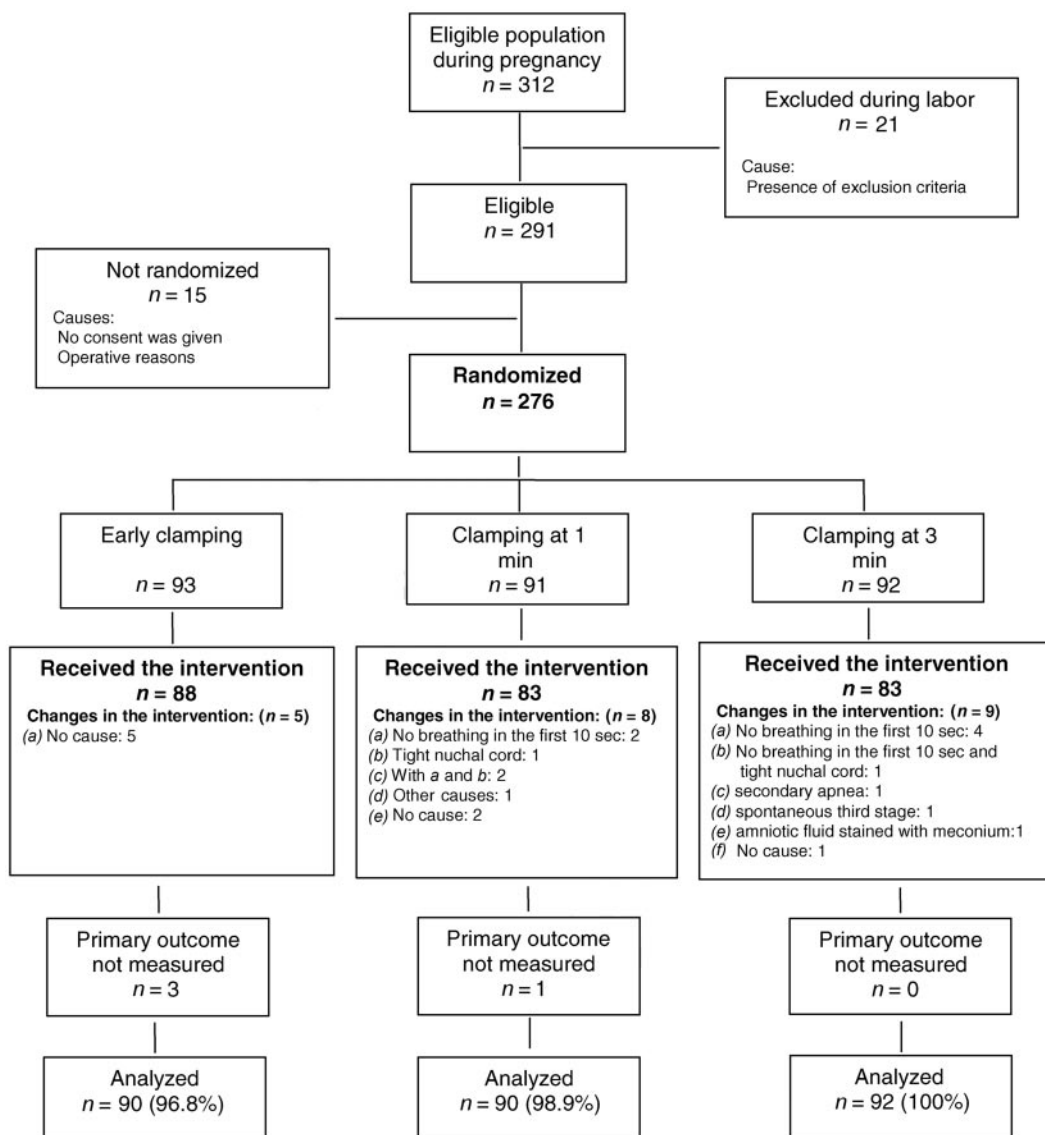 Eligible population
during pregnancy
n = 312
Excluded during labor
n = 21
Cause:
Presence of exclusion criteria
Eligible
n = 291
Not randomized
n = 15
Causes:
No consent was given
Operative reasons
Randomized
n = 276
Early clamping
n = 93
Clamping at 1
min
n = 91
Clamping at 3
min
n = 92
Received the intervention
n = 88
Changes in the intervention: (n = 5)
(a) No cause: 5
Received the intervention
n = 83
Changes in the intervention: (n = 8)
(a) No breathing in the first 10 sec: 2
(b) Tight nuchal cord: 1
(c) With a and b: 2
(d) Other causes: 1
(e) No cause: 2
Received the intervention
n = 83
Changes in the intervention: (n = 9)
(a) No breathing in the first 10 sec: 4
(b) No breathing in the first 10 sec and
tight nuchal cord: 1
(c) secondary apnea: 1
(d) spontaneous third stage: 1
(e) amniotic fluid stained with meconium:1
(f) No cause: 1
Primary outcome
not measured
n = 3
Primary outcome
not measured
n = 1
Primary outcome
not measured
n = 0
Analyzed
n = 90 (96.8%)
Analyzed
n = 90 (98.9%)
Analyzed
n = 92 (100%)